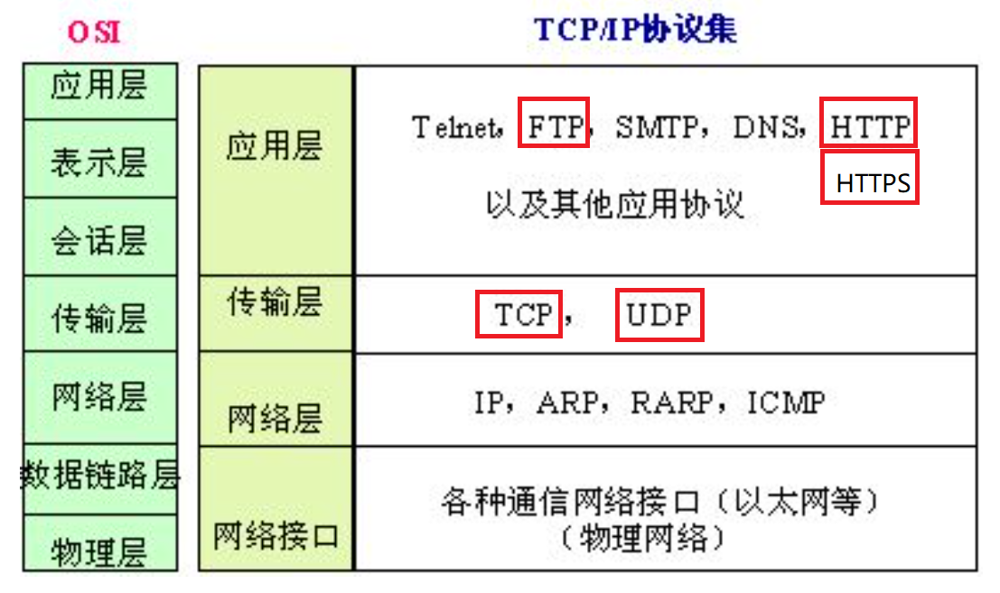 OSI
TCP/IP协议集
应用层
表示层
会话层
传输层
网络层
数据链路层
物理层
应用层
Telnet，FTP，SMTP，DNS，HTTP
HTTPS
以及其他应用协议
传输层
TCP，UDP
网络层
IP，ARP，RARP，ICMP
网络接口
各种通信网络接口（以太网等）
（物理网络）